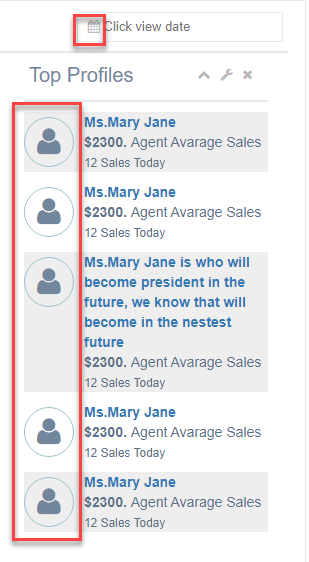 Click view date
Top Profiles
Ms.Mary Jane
$2300. Agent Avarage Sales
12 Sales Today
Ms.Mary Jane
$2300. Agent Avarage Sales
12 Sales Today
Ms.Mary Jane is who will
become president in the
future, we know that will
become in the nestest
future
$2300. Agent Avarage Sales
12 Sales Today
Ms.Mary Jane
$2300. Agent Avarage Sales
12 Sales Today
Ms.Mary Jane
$2300. Agent Avarage Sales
12 Sales Today